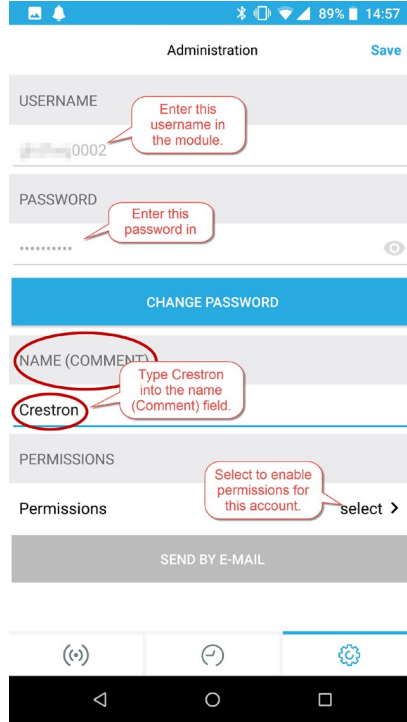 89% 14:57
Administration Save
USERNAME
Enter this
username in
the module.
0002
PASSWORD
Enter this
password in
CHANGE PASSWORD
NAME (COMMENT)
Type Crestron
into the name
(Comment) field.
Crestron
PERMISSIONS
Select to enable
permissions for
this account.
Permissions select >
SEND BY E-MAIL